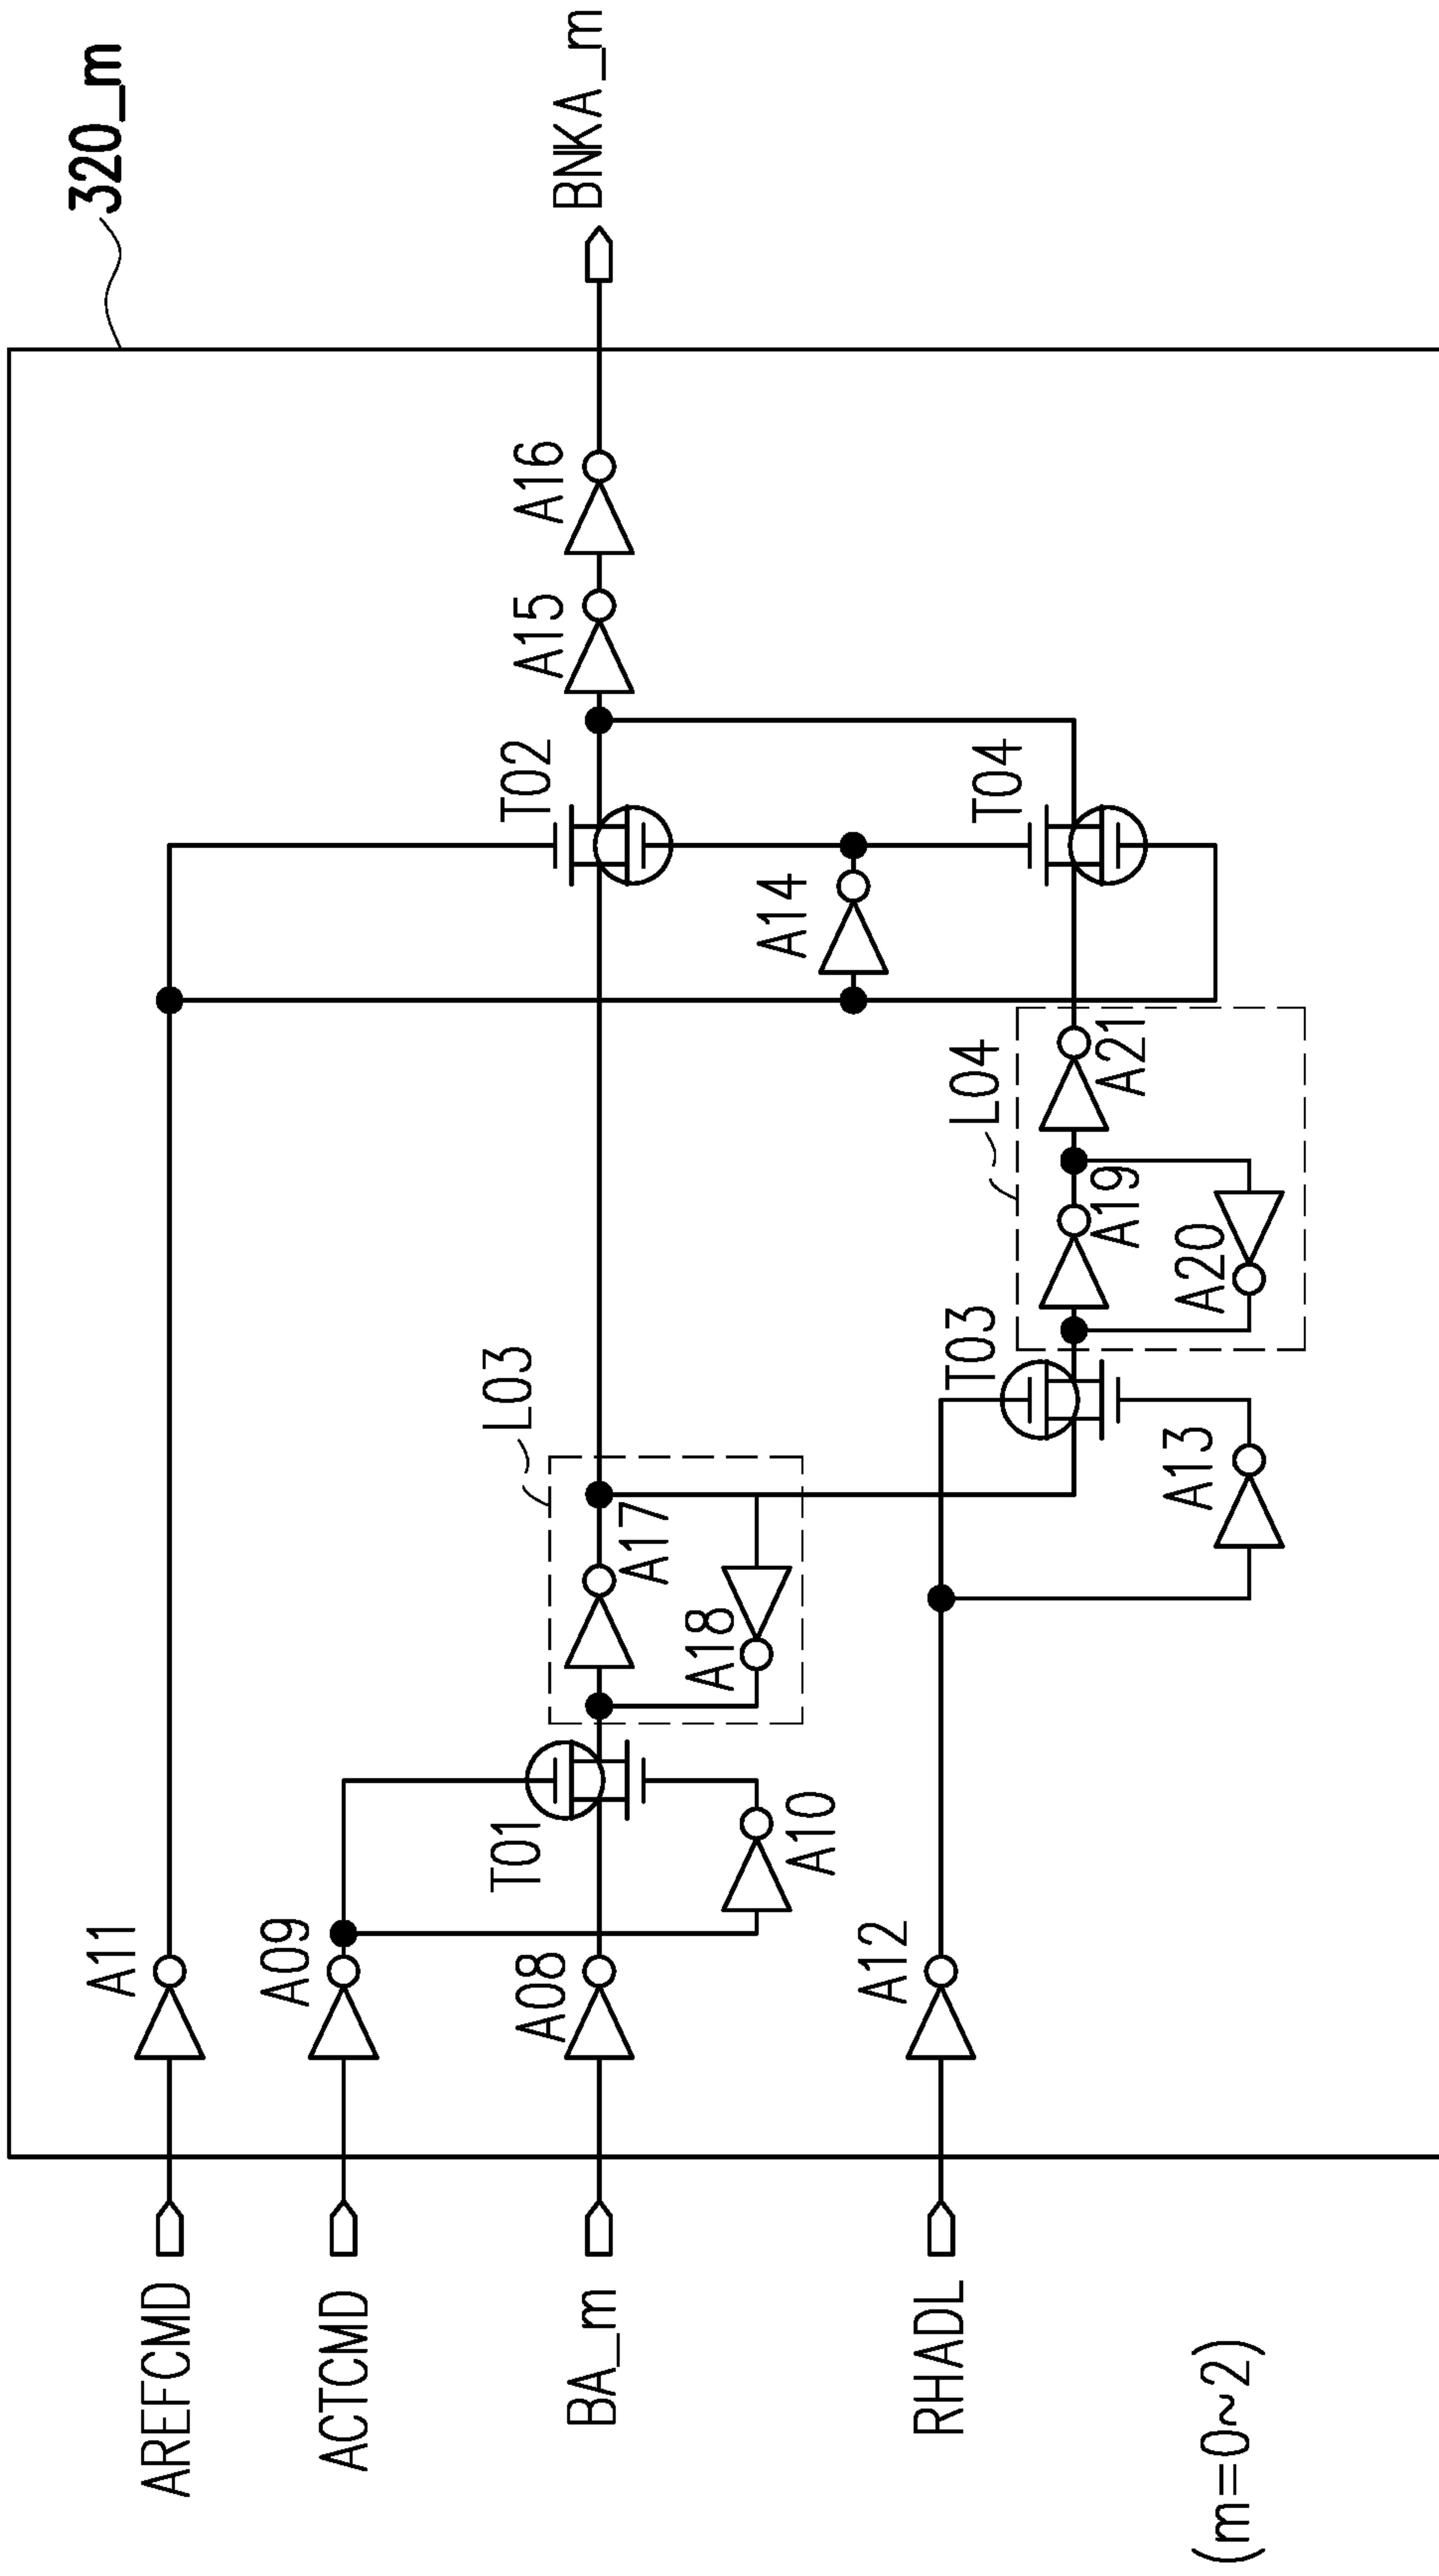 320_m
AREFCMD
A11
ACTCMD
A09
T01
A10
BA_m
A08
L03
A17
A18
T02
A15
A16
BNKA_m
A14
RHADL
A12
T03
A13
L04
A19
A20
A21
T04
(m=0~2)